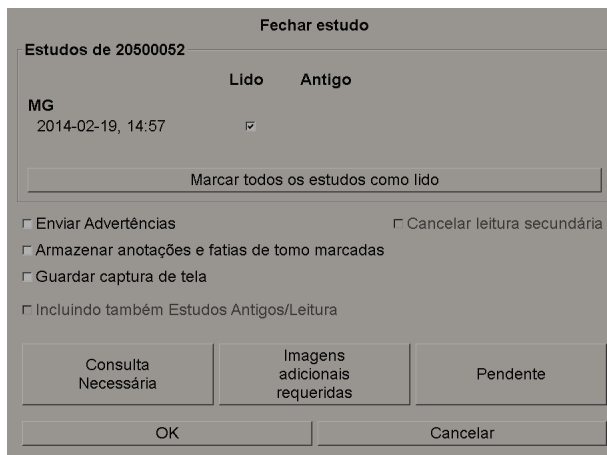 Fechar estudo
Estudos de 20500052
Lido Antigo
MG
2014-02-19, 14:57
Marcar todos os estudos como lido
Enviar Advertências Cancelar leitura secundária
Armazenar anotações e fatias de tomo marcadas
Guardar captura de tela
Incluindo também Estudos Antigos/Leitura
Consulta
Necessária
Imagens
adicionais
requeridas
Pendente
OK Cancelar